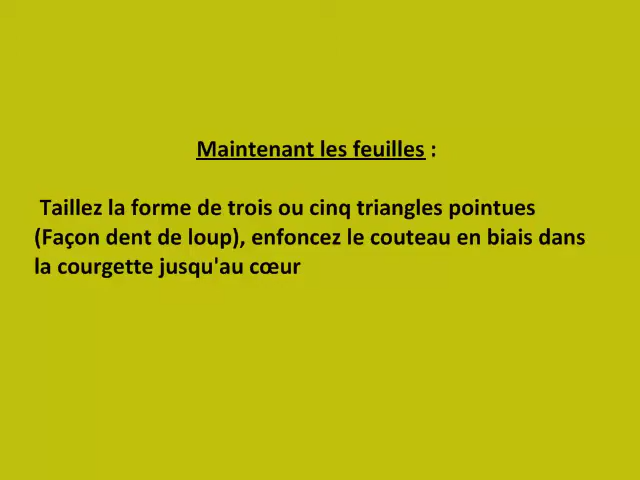 Maintenant les feuilles :
Taillez la forme de trois ou cinq triangles pointues
(Façon dent de loup), enfoncez le couteau en biais dans
la courgette jusqu'au cœur